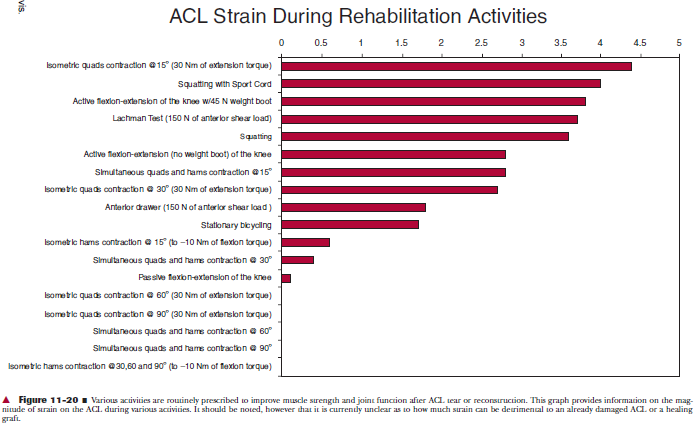 vis.
ACL Strain During Rehabilitation Activities
0 0.5 1 1.5 2 2.5 3 3.5 4 4.5 5
Isometric quads contraction @15° (30 Nm of extension torque)
Squatting with Sport Cord
Active flexion-extension of the knee w/45 N weight boot
Lachman Test (150 N of anterior shear load)
Squatting
Active flexion-extension (no weight boot) of the knee
Simultaneous quads and hams contraction @15°
Isometric quads contraction @ 30° (30 Nm of extension torque)
Anterior drawer (150 N of anterior shear load )
Stationary bicycling
Isometric hams contraction @ 15° (to −10 Nm of flexion torque)
Simultaneous quads and hams contraction @ 30°
Passive flexion-extension of the knee
Isometric quads contraction @ 60° (30 Nm of extension torque)
Isometric quads contraction @ 90° (30 Nm of extension torque)
Simultaneous quads and hams contraction @ 60°
Simultaneous quads and hams contraction @ 90°
Isometric hams contraction @30,60 and 90° (to −10 Nm of flexion torque)
▲ Figure 11-20 ■ Various activities are routinely prescribed to improve muscle strength and joint function after ACL tear or reconstruction. This graph provides information on the mag-
nitude of strain on the ACL during various activities. It should be noted, however that it is currently unclear as to how much strain can be detrimental to an already damaged ACL or a healing
graft.